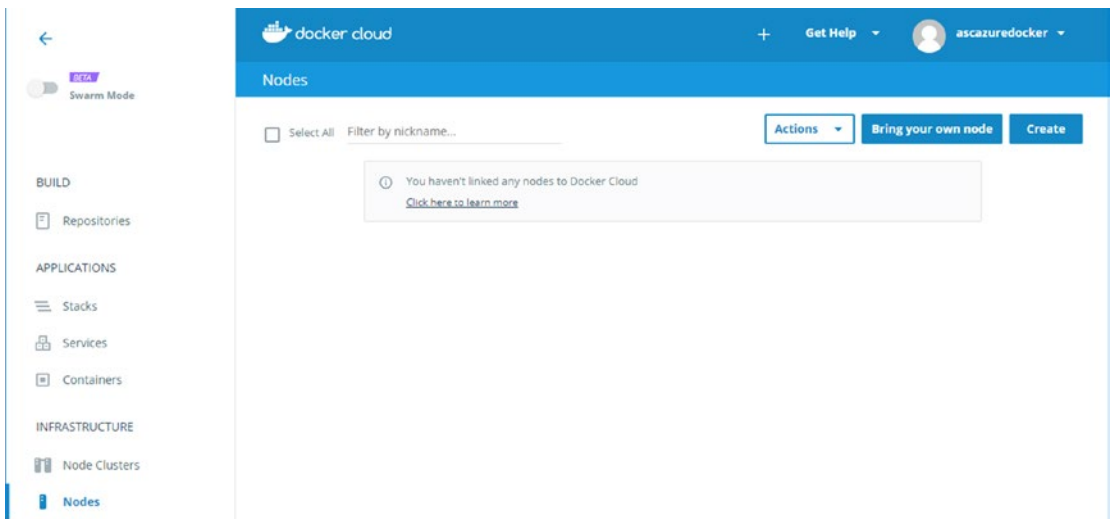 BETA
Swarm Mode
BUILD
Repositories
APPLICATIONS
Stacks
Services
Containers
INFRASTRUCTURE
Node Clusters
Nodes
docker cloud
+ Get Help ascazuredocker
Nodes
Select All Filter by nickname... Actions Bring your own node Create
You haven't linked any nodes to Docker Cloud
Click here to learn more